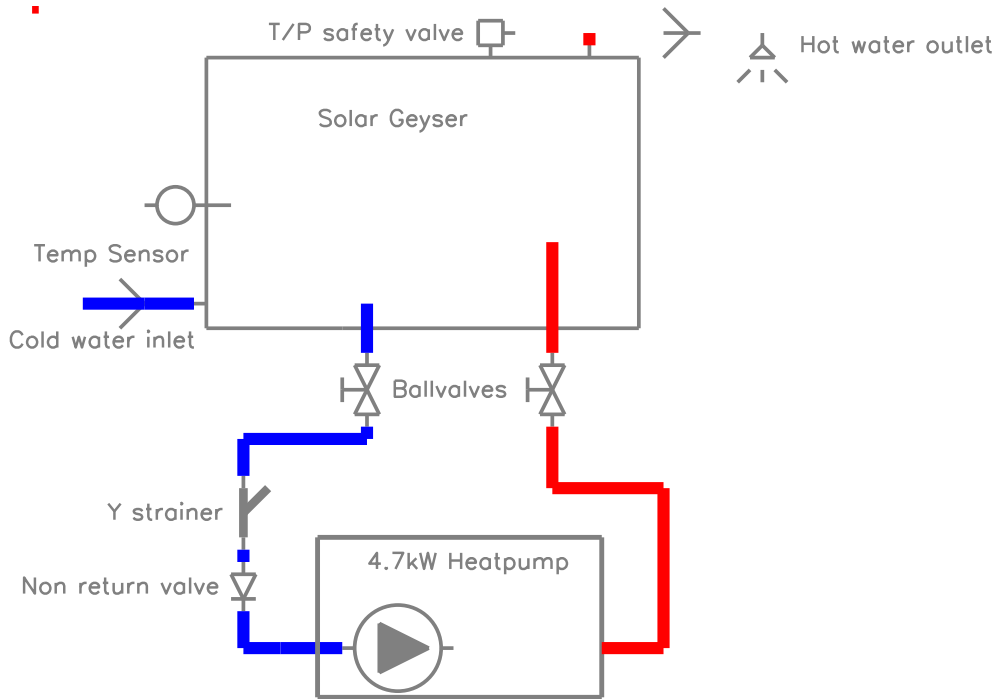 T/P safety valve
Hot water outlet
Solar Geyser
Temp Sensor
Cold water inlet
Ballvalves
Y strainer
4.7kW Heatpump
Non return valve